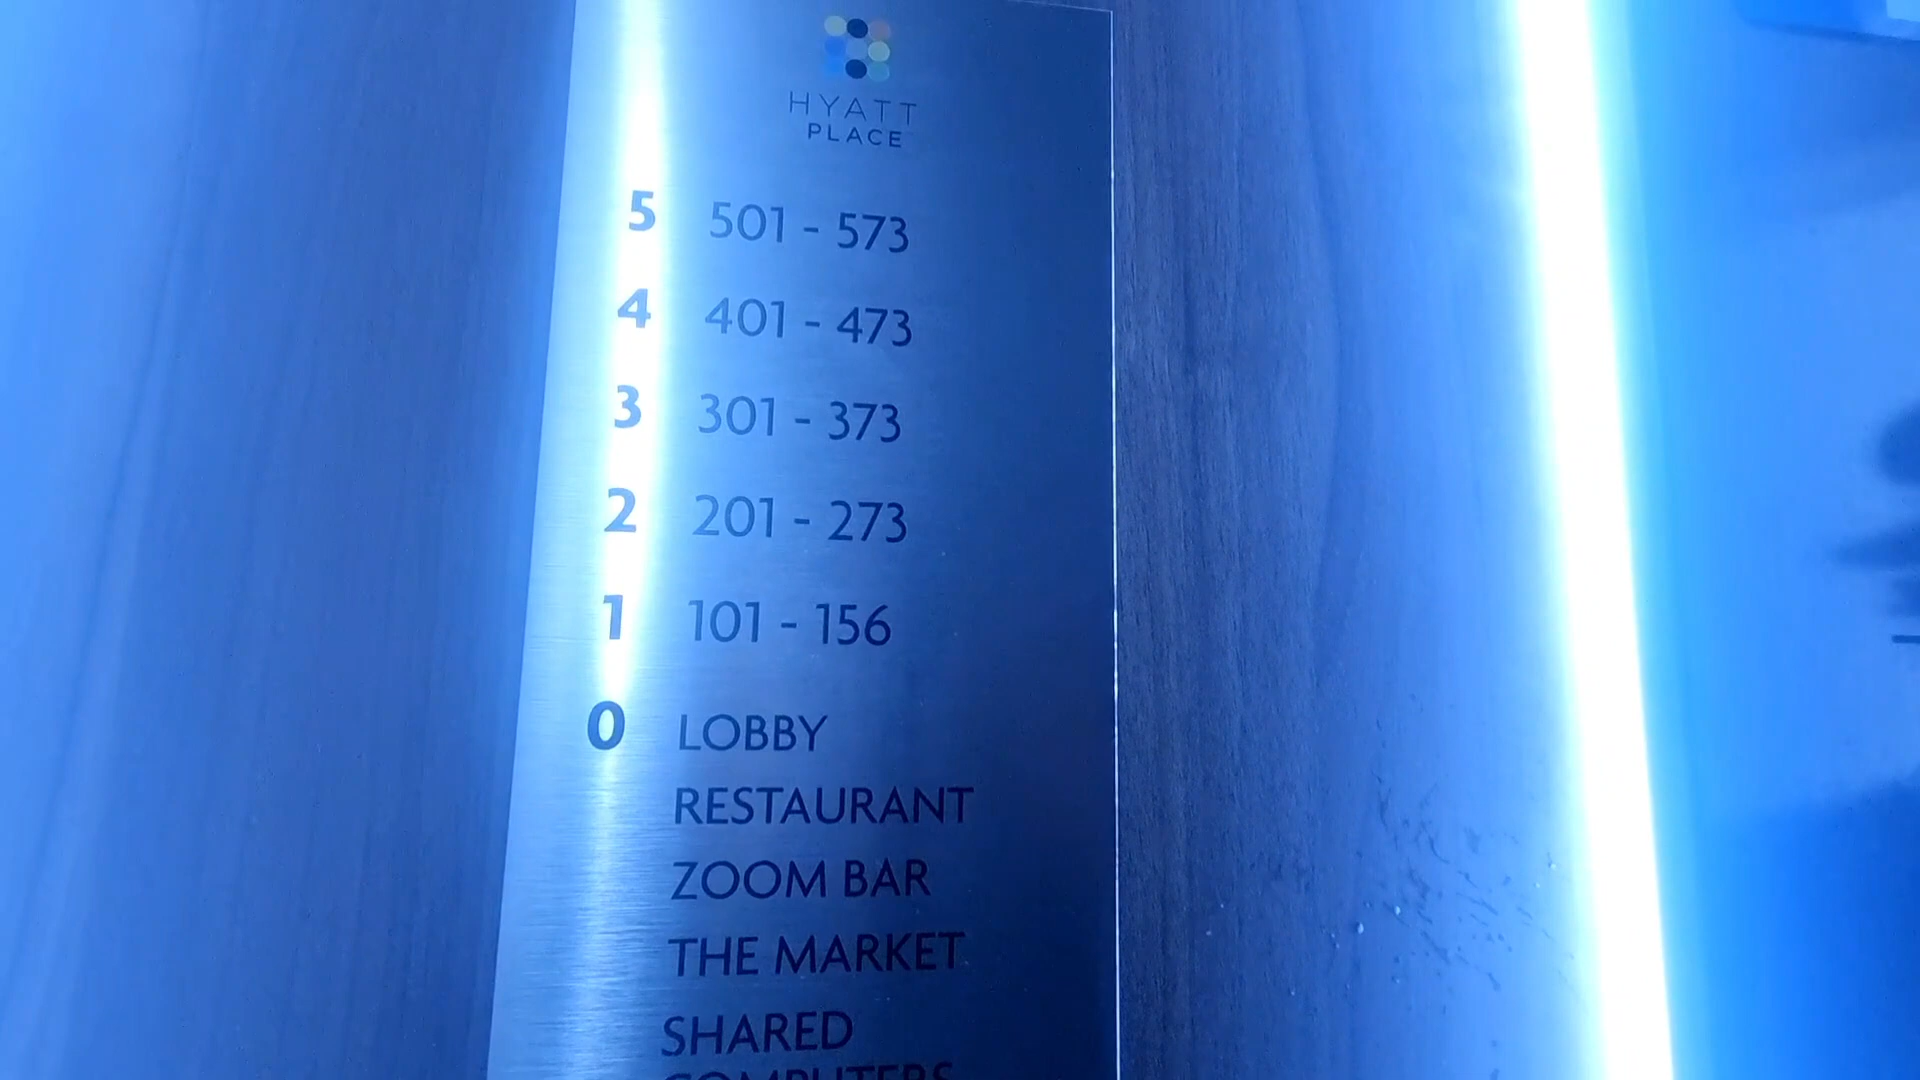 HYATT
PLACE
5 501 - 573
4 401 - 473
3 301 - 373
2 201 - 273
1 101 - 156
0 LOBBY
RESTAURANT
ZOOM BAR
THE MARKET
SHARED
COMPUTERS